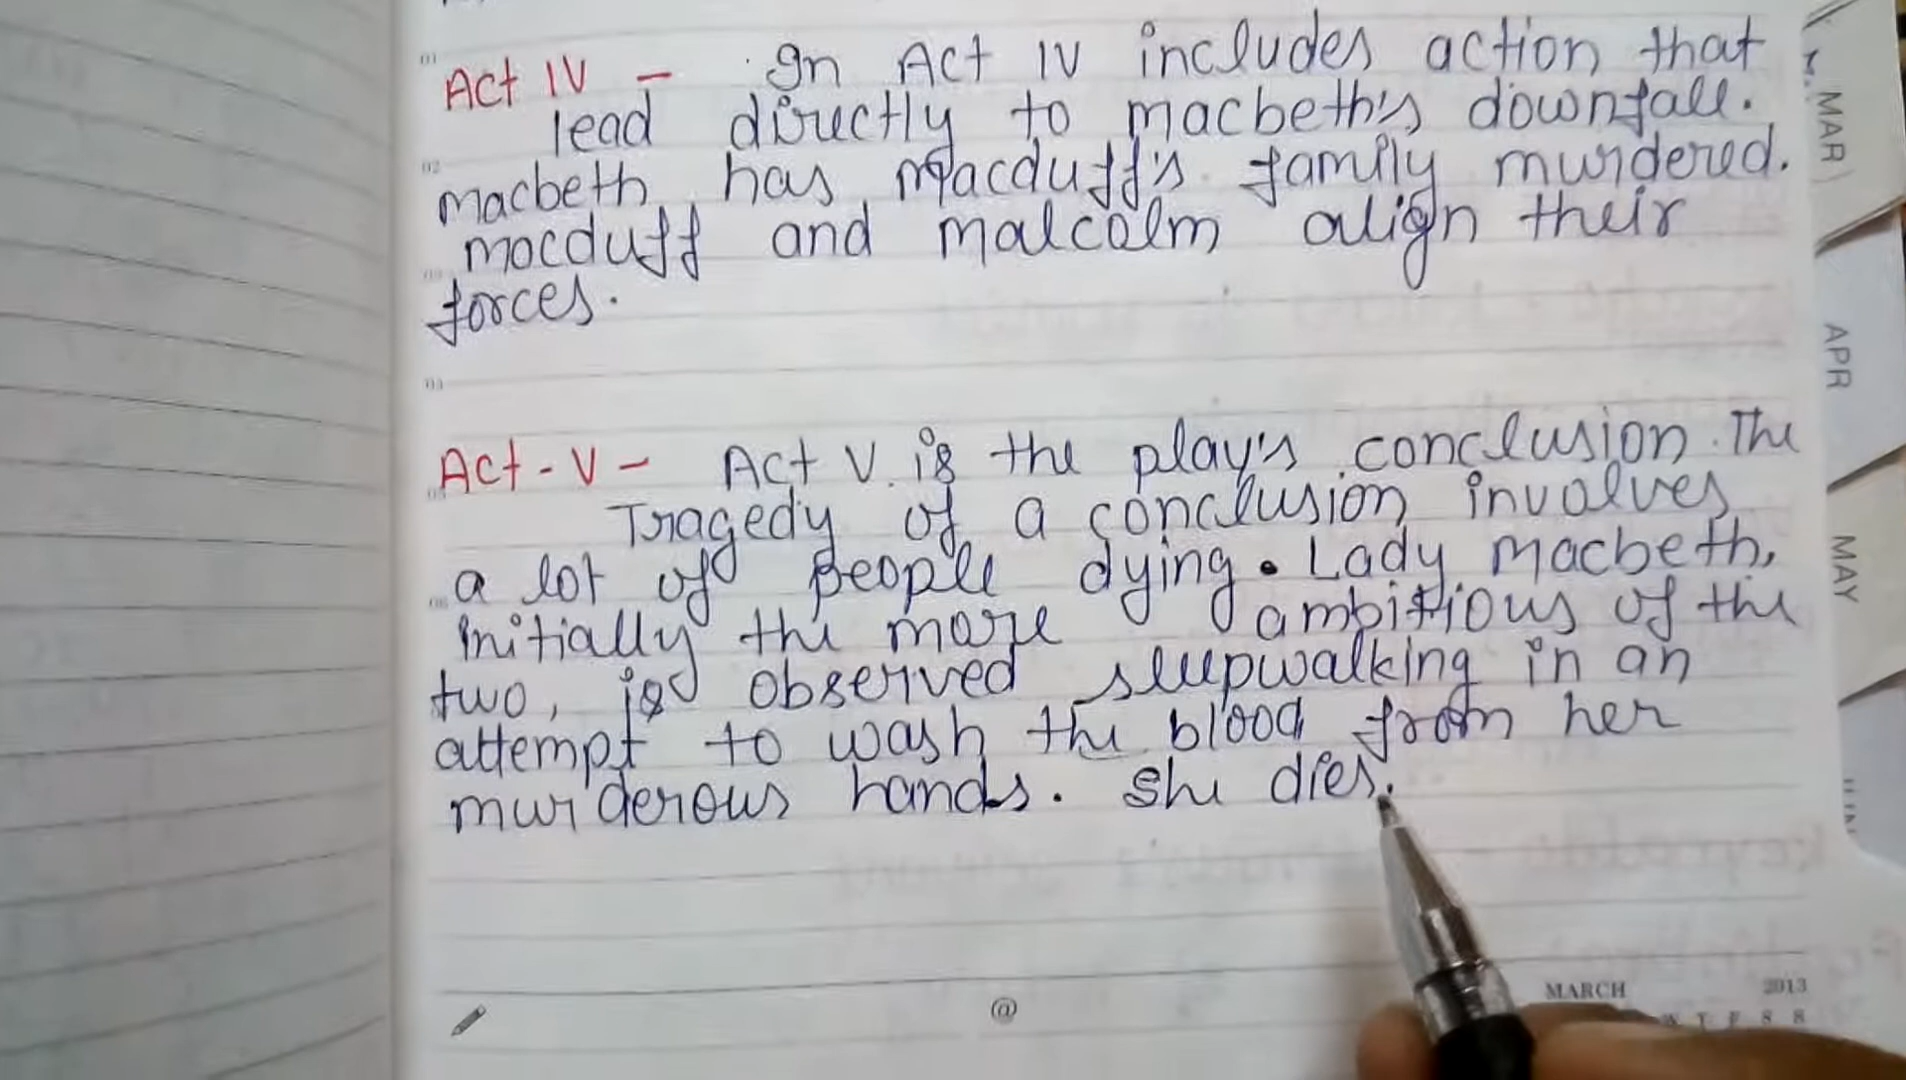 Act IV - In Act IV includes action that
lead directly to macbeth's downfall.
macbeth has Macduff's family murdered.
macduff and malcolm align their
forces.
Act - V - Act V is the play's conclusion. The
Tragedy of a conclusion involves
a lot of people dying. Lady Macbeth,
initially the more ambitious of the
two, is observed sleepwalking in an
attempt to wash the blood from her
murderous hands. She dies.
MAR
APR
MAY
@
MARCH 2013
W T F S S